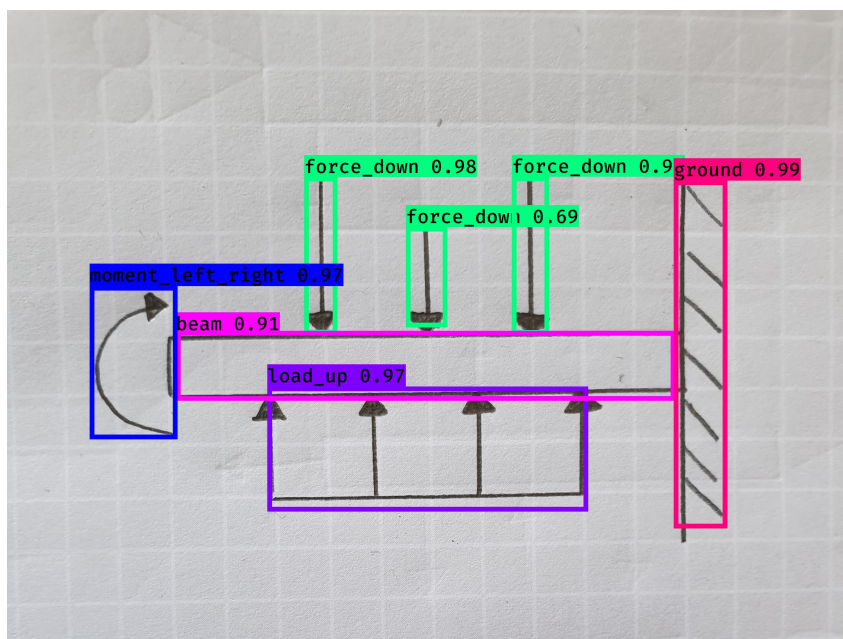 force_down 0.98
force_down 0.9
ground 0.99
force_down 0.69
moment_left_right 0.97
beam 0.91
load_up 0.97